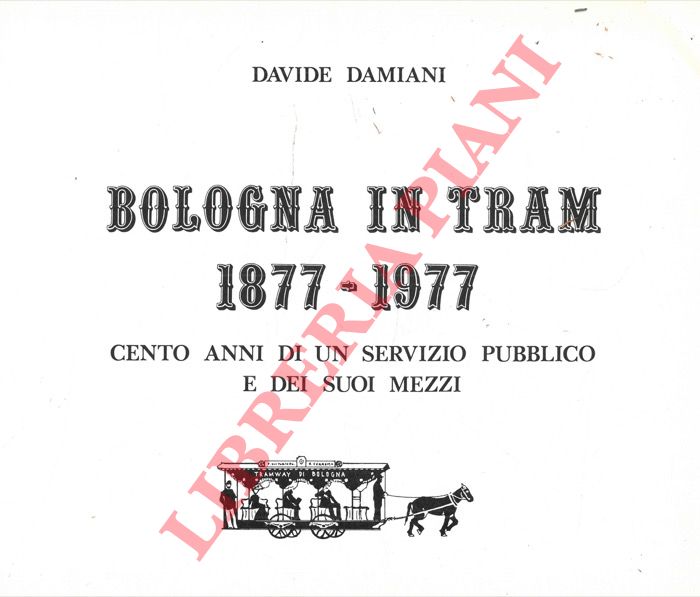 DAVIDE DAMIANI
BOLOGNA IN TRAM
1877-1977
CENTO ANNI DI UN SERVIZIO PUBBLICO
E DEI SUOI MEZZI
TRAMWAY DI BOLOGNA
LIBRERIA PIANI